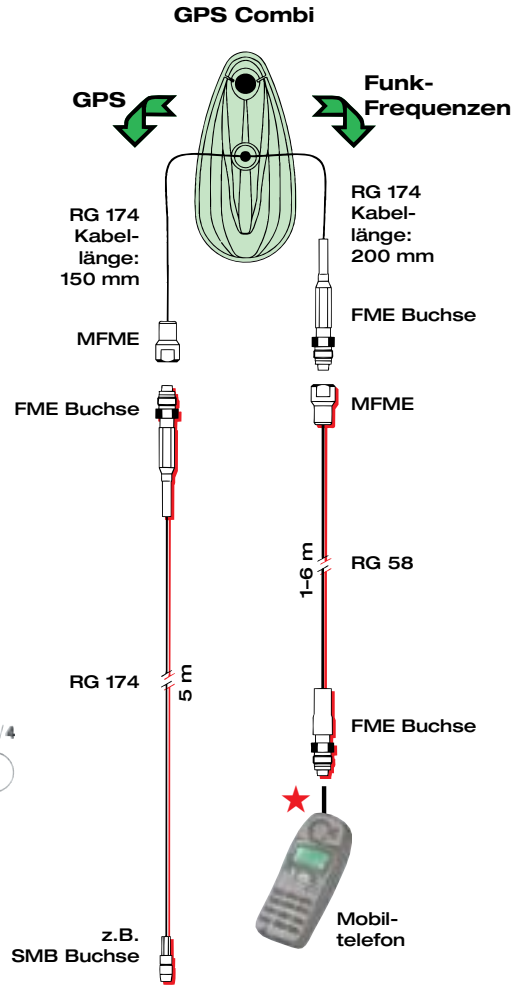 GPS Combi
GPS
Funk-
Frequenzen
RG 174
Kabel-
länge:
150 mm
RG 174
Kabel-
länge:
200 mm
MFME
FME Buchse
FME Buchse
MFME
1–6 m
RG 58
RG 174
5 m
FME Buchse
/4
Mobil-
telefon
z.B.
SMB Buchse